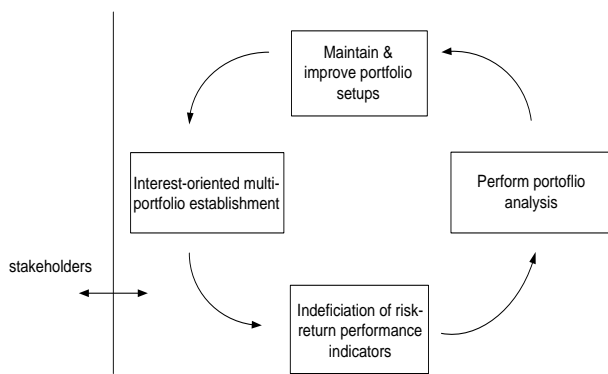 Maintain &
improve portfolio
setups
Interest-oriented multi-
portfolio establishment
Perform portoflio
analysis
stakeholders
Indeficiation of risk-
return performance
indicators